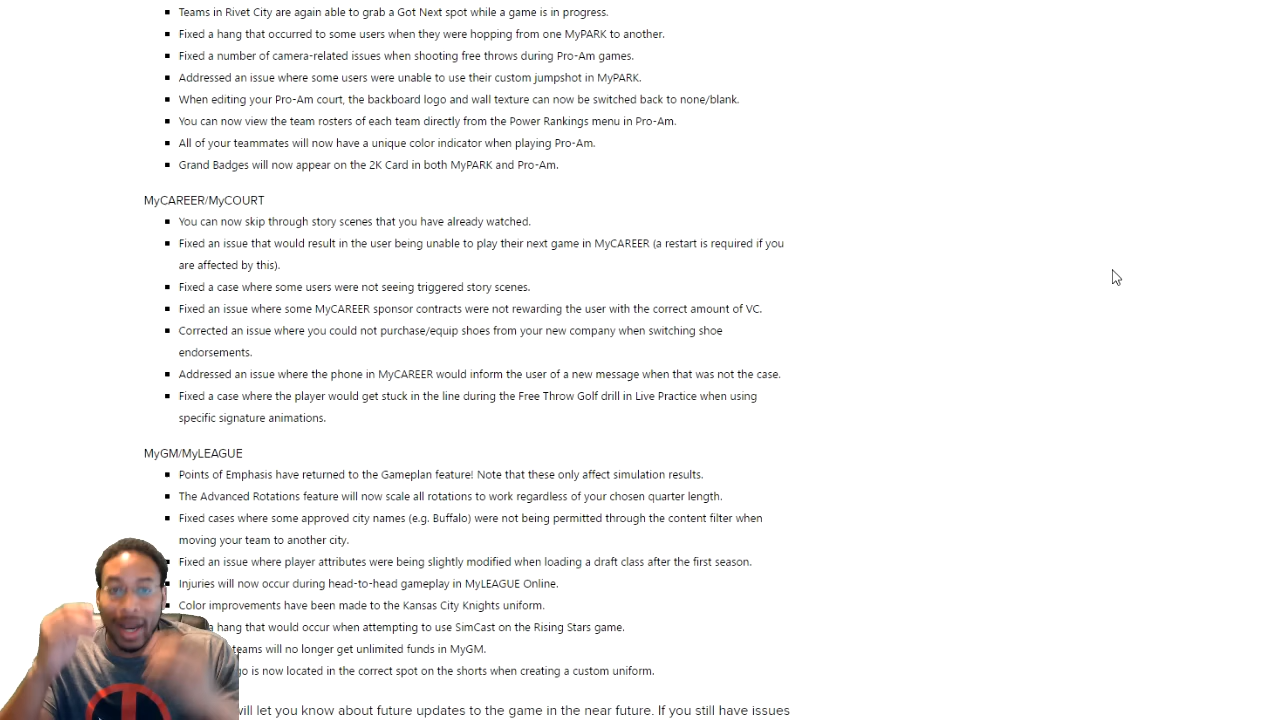 Teams in Rivet City are again able to grab a Got Next spot while a game is in progress.
Fixed a hang that occurred to some users when they were hopping from one MyPARK to another.
Fixed a number of camera-related issues when shooting free throws during Pro-Am games.
Addressed an issue where some users were unable to use their custom jumpshot in MyPARK.
When editing your Pro-Am court, the backboard logo and wall texture can now be switched back to none/blank.
You can now view the team rosters of each team directly from the Power Rankings menu in Pro-Am.
All of your teammates will now have a unique color indicator when playing Pro-Am.
Grand Badges will now appear on the 2K Card in both MyPARK and Pro-Am.
MyCAREER/MyCOURT
You can now skip through story scenes that you have already watched.
Fixed an issue that would result in the user being unable to play their next game in MyCAREER (a restart is required if you
are affected by this).
Fixed a case where some users were not seeing triggered story scenes.
Fixed an issue where some MyCAREER sponsor contracts were not rewarding the user with the correct amount of VC.
Corrected an issue where you could not purchase/equip shoes from your new company when switching shoe
endorsements.
Addressed an issue where the phone in MyCAREER would inform the user of a new message when that was not the case.
Fixed a case where the player would get stuck in the line during the Free Throw Golf drill in Live Practice when using
specific signature animations.
MyGM/MyLEAGUE
Points of Emphasis have returned to the Gameplan feature! Note that these only affect simulation results.
The Advanced Rotations feature will now scale all rotations to work regardless of your chosen quarter length.
Fixed cases where some approved city names (e.g. Buffalo) were not being permitted through the content filter when
moving your team to another city.
Fixed an issue where player attributes were being slightly modified when loading a draft class after the first season.
Injuries will now occur during head-to-head gameplay in MyLEAGUE Online.
Color improvements have been made to the Kansas City Knights uniform.
a hang that would occur when attempting to use SimCast on the Rising Stars game.
teams will no longer get unlimited funds in MyGM.
is now located in the correct spot on the shorts when creating a custom uniform.
will let you know about future updates to the game in the near future. If you still have issues